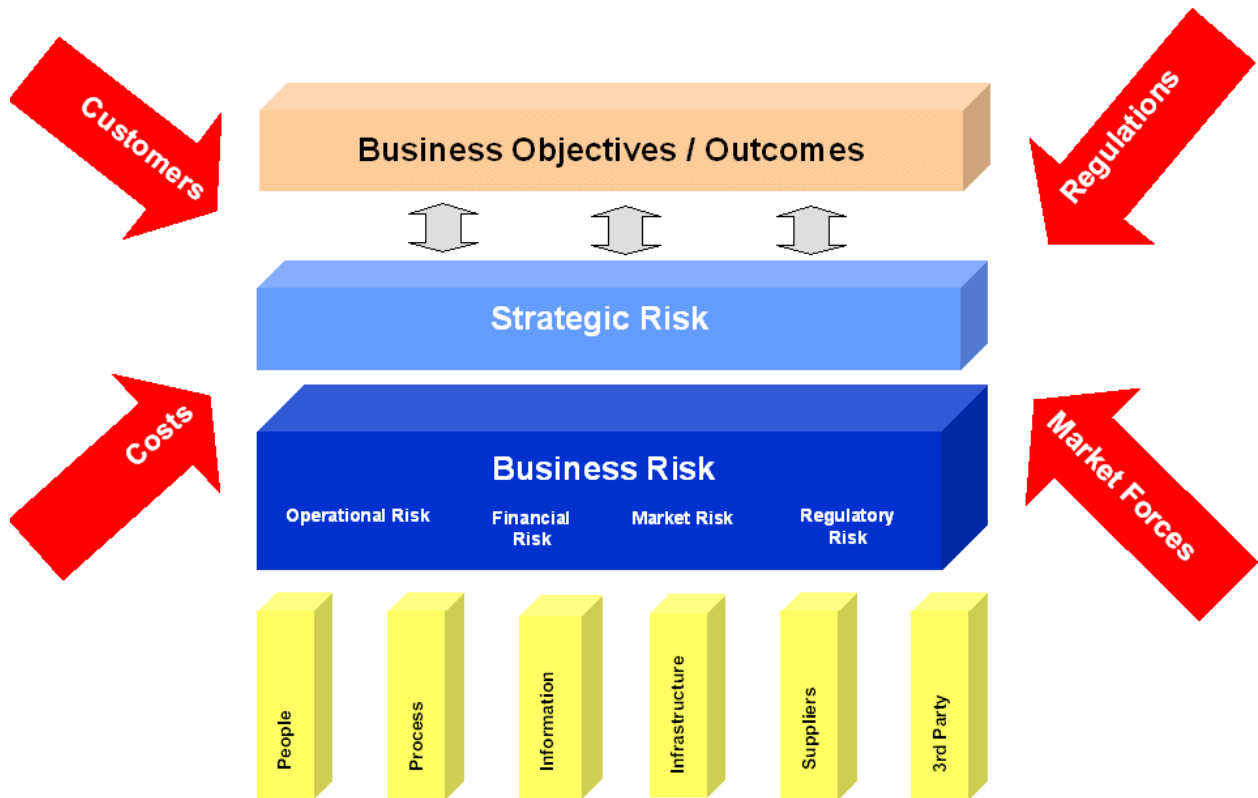 Customers
Regulations
Business Objectives / Outcomes
Strategic Risk
Costs
Market Forces
Business Risk
Operational Risk
Financial
Risk
Market Risk
Regulatory
Risk
People
Process
Information
Infrastructure
Suppliers
3rd Party